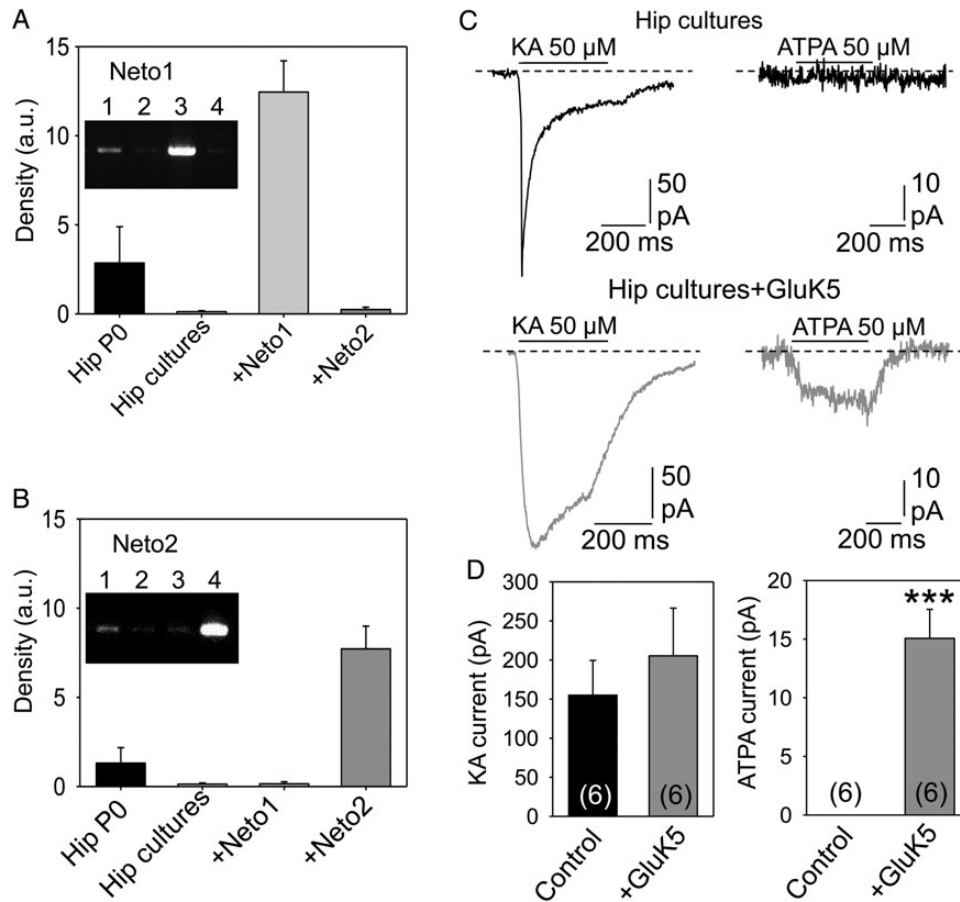 A
15
10
5
0
Density (a.u.)
Neto1
1 2 3 4
Hip P0
Hip cultures
+Neto1
+Neto2
B
15
10
5
0
Density (a.u.)
Neto2
1 2 3 4
Hip P0
Hip cultures
+Neto1
+Neto2
C
Hip cultures
KA 50 µM
ATPA 50 µM
50
pA
200 ms
10
pA
200 ms
Hip cultures+GluK5
KA 50 µM
ATPA 50 µM
50
pA
200 ms
10
pA
200 ms
D
300
250
200
150
100
50
0
KA current (pA)
(6)
(6)
Control
+GluK5
20
15
10
5
0
ATPA current (pA)
***
(6)
(6)
Control
+GluK5